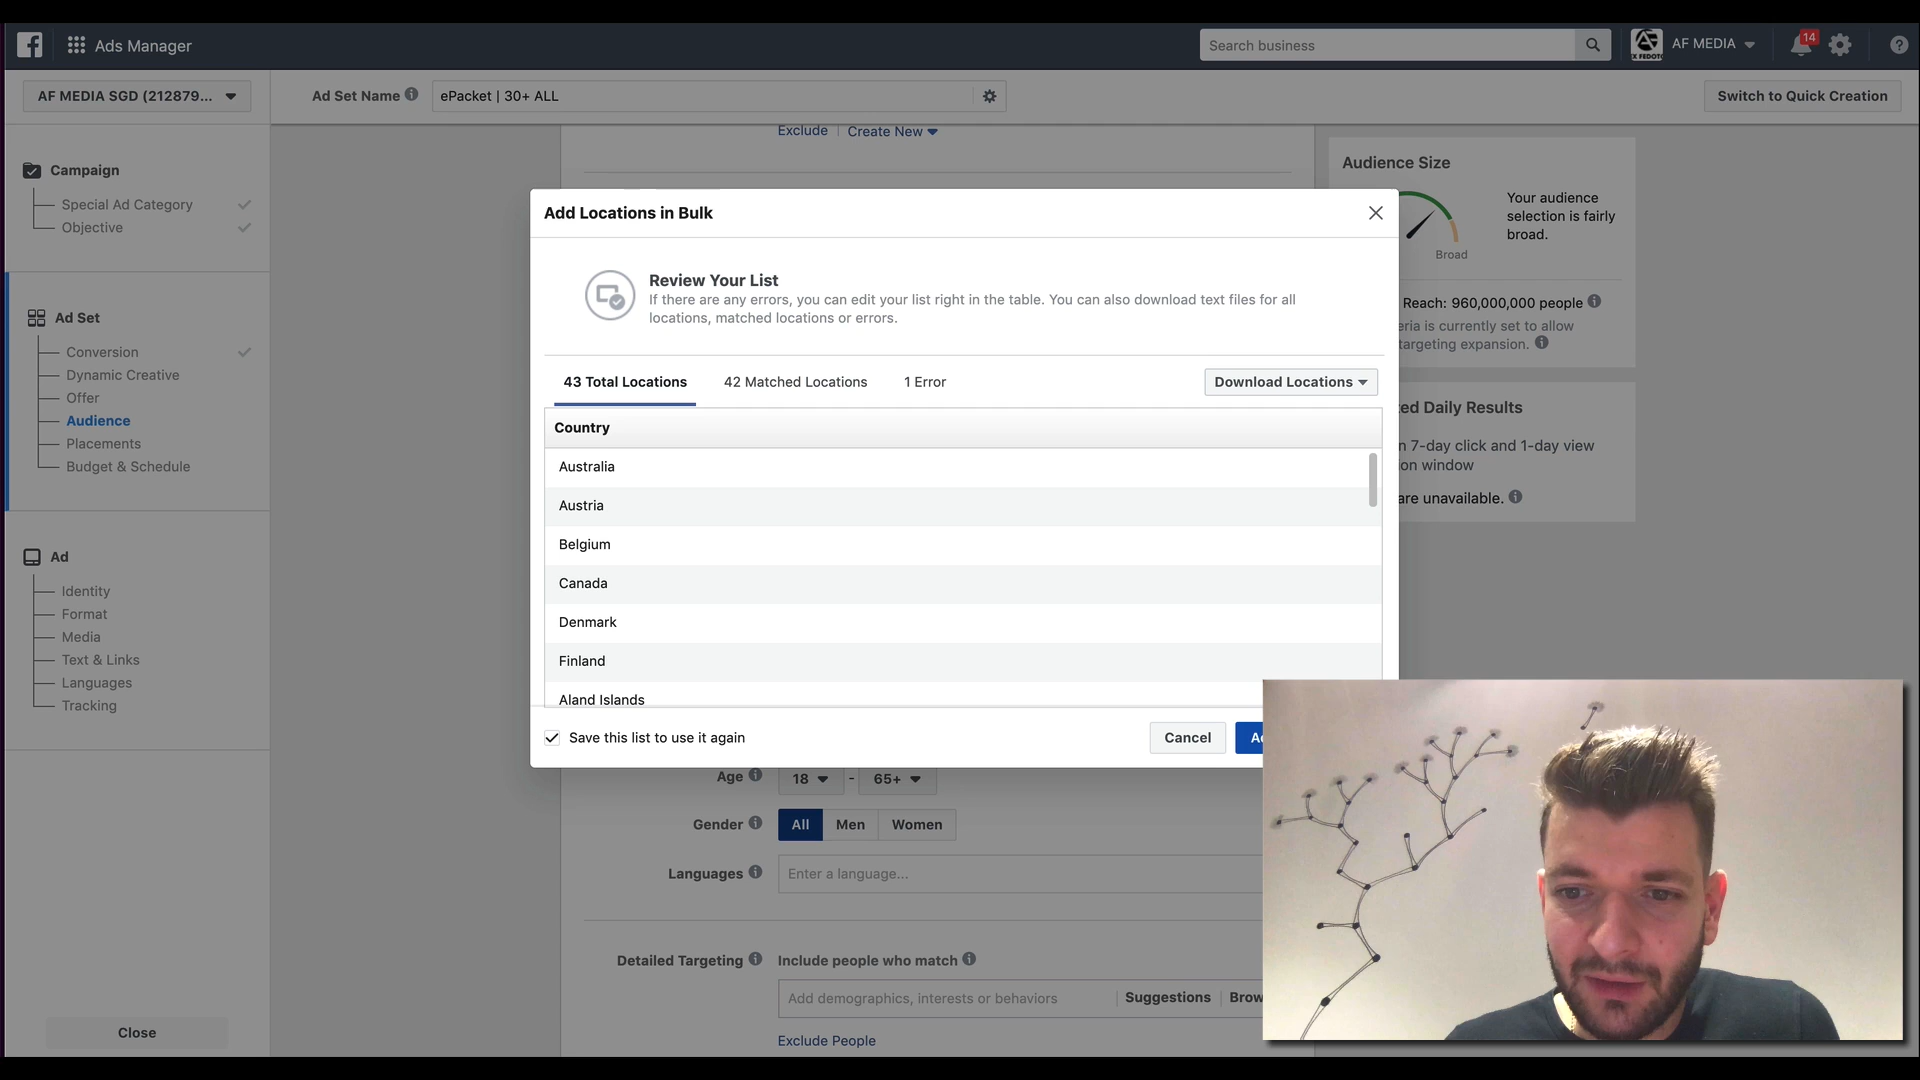 Ads Manager
Search business
AF MEDIA
14
AF MEDIA SGD (212879...
Ad Set Name
ePacket | 30+ ALL
Switch to Quick Creation
Exclude
Create New
Campaign
Special Ad Category
Objective
Ad Set
Conversion
Dynamic Creative
Offer
Audience
Placements
Budget & Schedule
Ad
Identity
Format
Media
Text & Links
Languages
Tracking
Close
Add Locations in Bulk
Review Your List
If there are any errors, you can edit your list right in the table. You can also download text files for all
locations, matched locations or errors.
43 Total Locations
42 Matched Locations
1 Error
Download Locations
Country
Australia
Austria
Belgium
Canada
Denmark
Finland
Aland Islands
Save this list to use it again
Cancel
Audience Size
Your audience
selection is fairly
broad.
Broad
Reach: 960,000,000 people
eria is currently set to allow
targeting expansion.
ed Daily Results
n 7-day click and 1-day view
on window
are unavailable.
Age
18
-
65+
Gender
All
Men
Women
Languages
Enter a language...
Detailed Targeting
Include people who match
Add demographics, interests or behaviors
Suggestions
Brow
Exclude People